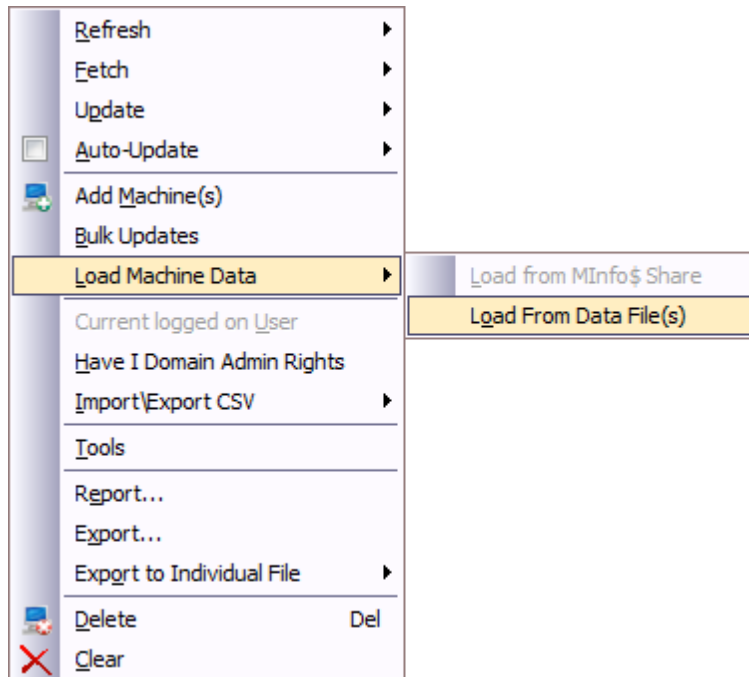 Refresh
Fetch
Update
Auto-Update
Add Machine(s)
Bulk Updates
Load Machine Data
Load from MInfo$ Share
Load From Data File(s)
Current logged on User
Have I Domain Admin Rights
Import\Export CSV
Tools
Report...
Export...
Export to Individual File
Delete Del
Clear